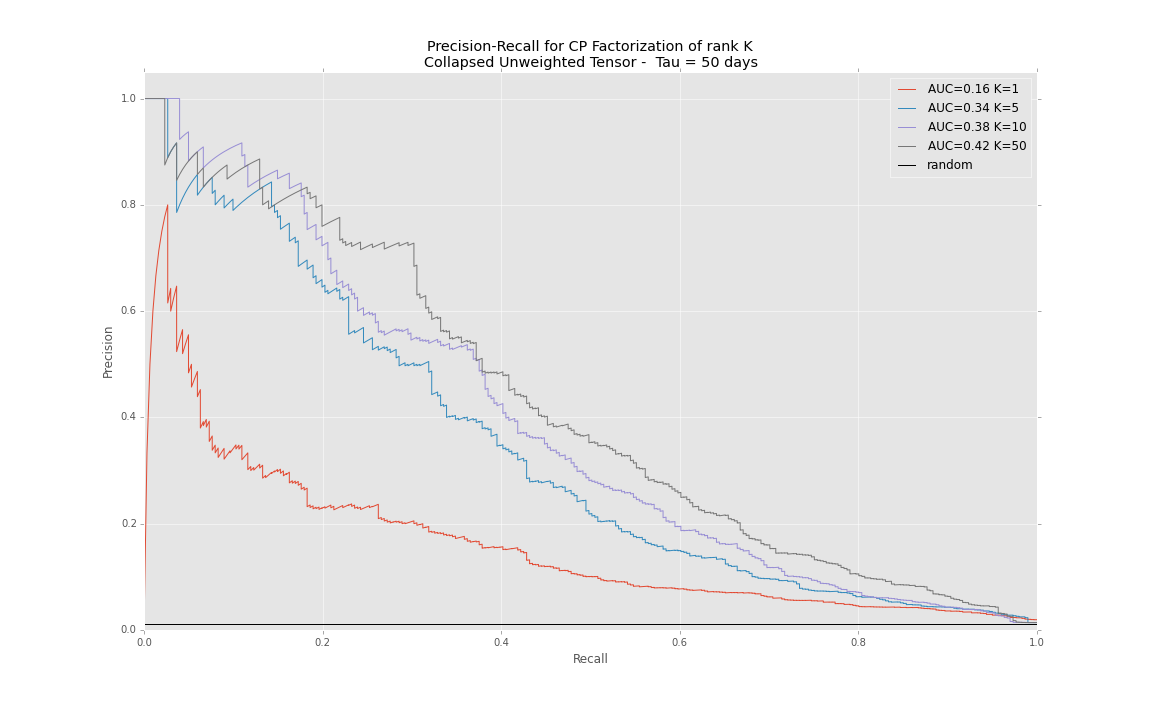 Precision-Recall for CP Factorization of rank K
Collapsed Unweighted Tensor -  Tau = 50 days
AUC=0.16 K=1
AUC=0.34 K=5
AUC=0.38 K=10
AUC=0.42 K=50
random
Precision
1.0
0.8
0.6
0.4
0.2
0.0
0.0 0.2 0.4 0.6 0.8 1.0
Recall